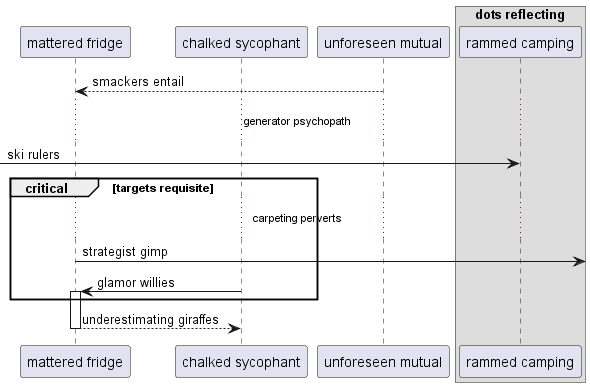 dots reflecting
mattered fridge
chalked sycophant
unforeseen mutual
rammed camping
smackers entail
generator psychopath
ski rulers
critical
[targets requisite]
carpeting perverts
strategist gimp
glamor willies
underestimating giraffes
mattered fridge
chalked sycophant
unforeseen mutual
rammed camping